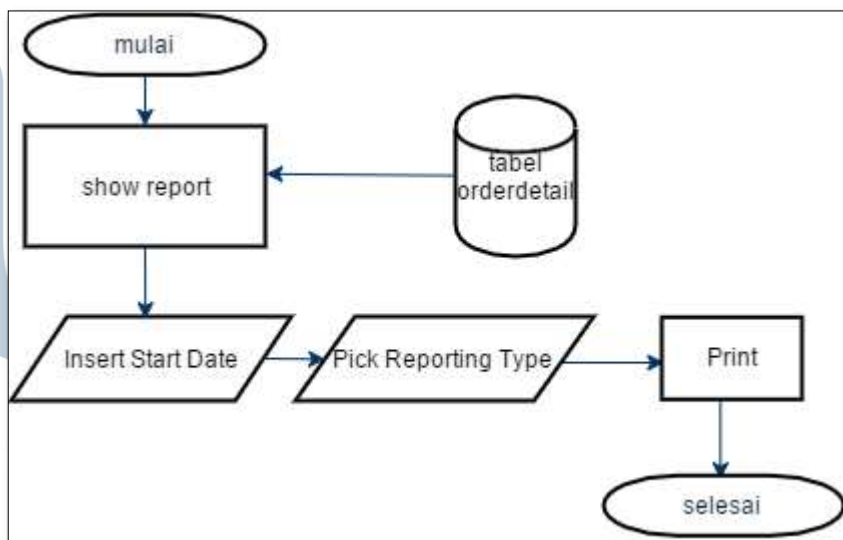 mulai
show report
tabel
orderdetail
Insert Start Date
Pick Reporting Type
Print
selesai